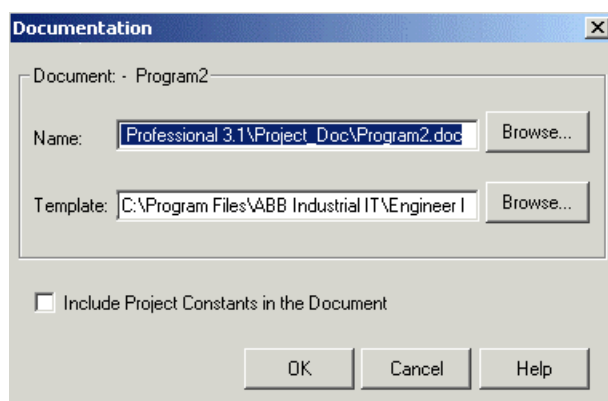 Documentation
Document: - Program2
Name: Professional 3.1\Project_Doc\Program2.doc Browse...
Template: C:\Program Files\ABB Industrial IT\Engineer I Browse...
Include Project Constants in the Document
OK Cancel Help